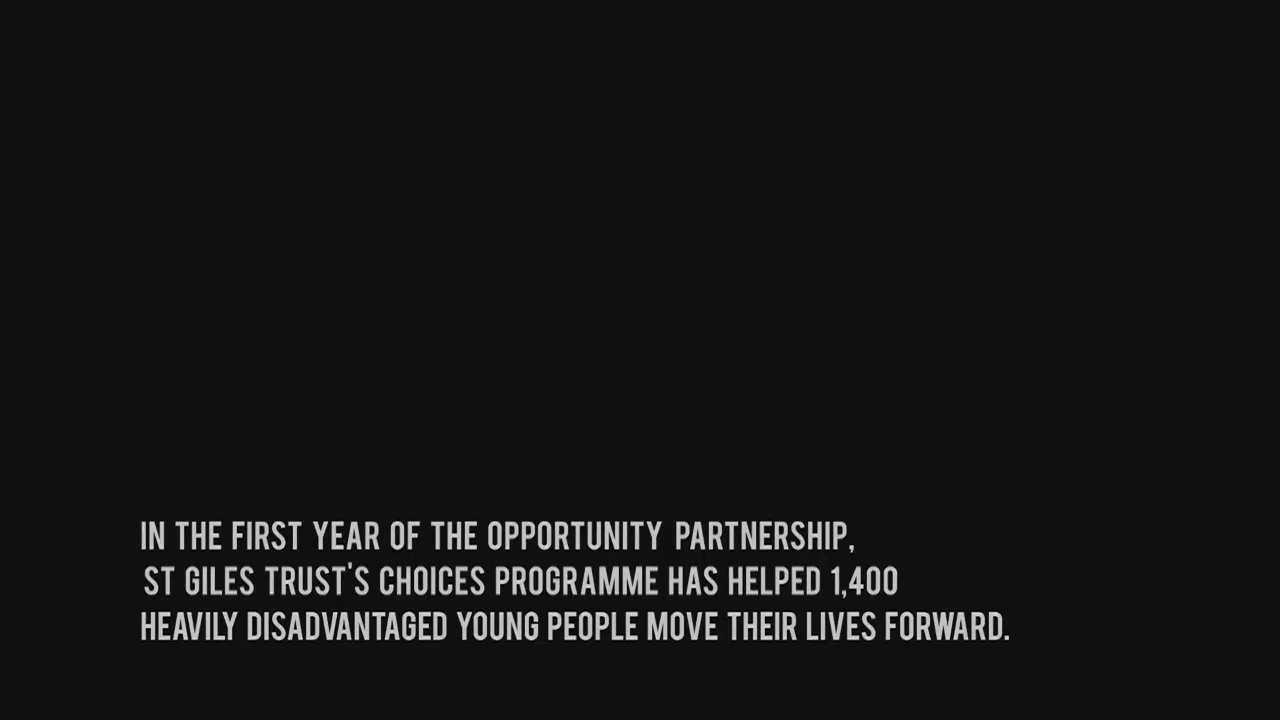 IN THE FIRST YEAR OF THE OPPORTUNITY PARTNERSHIP,
ST GILES TRUST'S CHOICES PROGRAMME HAS HELPED 1,400
HEAVILY DISADVANTAGED YOUNG PEOPLE MOVE THEIR LIVES FORWARD.